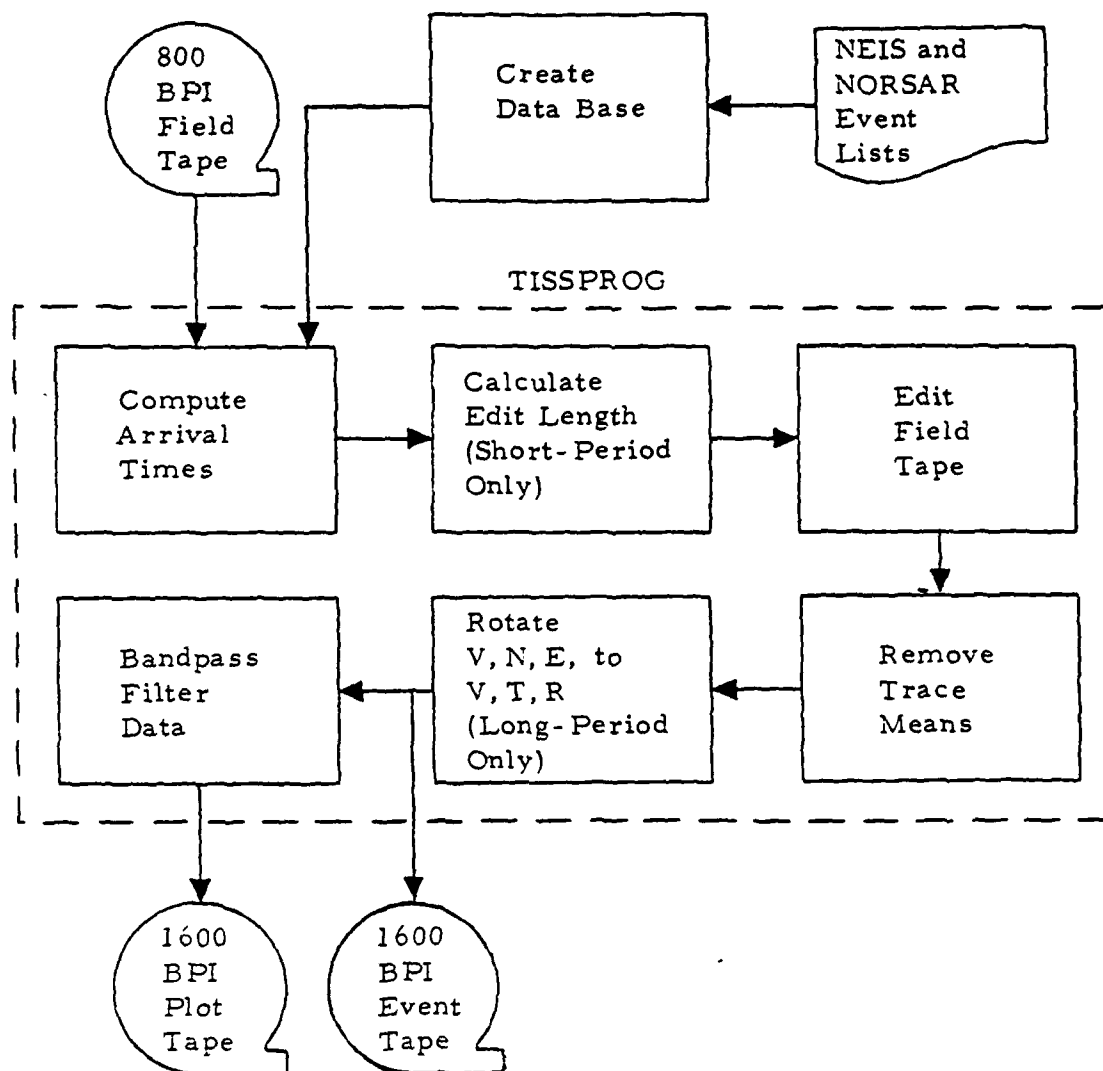 800
BPI
Field
Tape
Create
Data Base
NEIS and
NORSAR
Event
Lists
TISSPROG
Compute
Arrival
Times
Calculate
Edit Length
(Short-Period
Only)
Edit
Field
Tape
Bandpass
Filter
Data
Rotate
V, N, E, to
V, T, R
(Long-Period
Only)
Remove
Trace
Means
1600
BPI
Plot
Tape
1600
BPI
Event
Tape